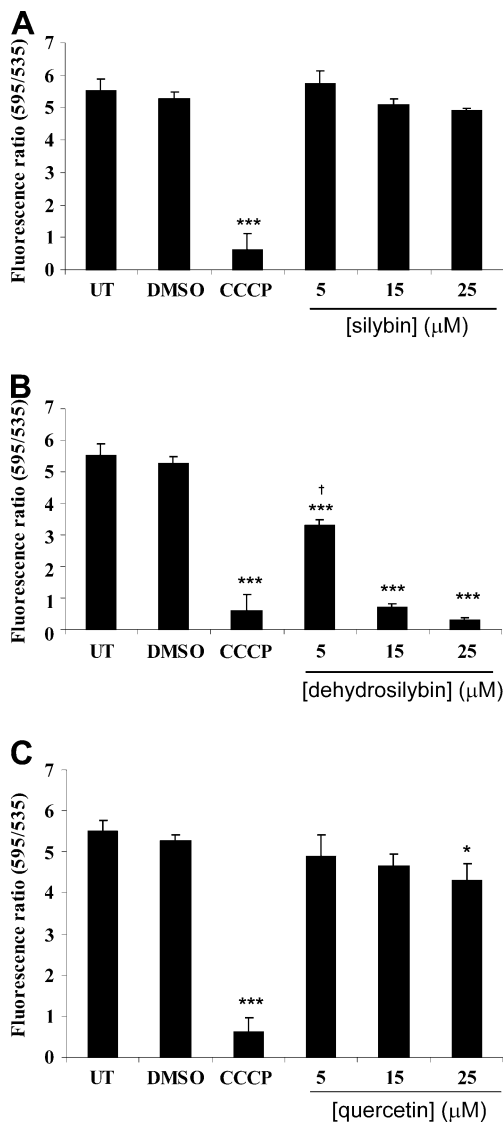 A
Fluorescence ratio (595/535)
7
6
5
4
3
2
1
0
***
UT DMSO CCCP 5 15 25
[silybin] (μM)
B
Fluorescence ratio (595/535)
7
6
5
4
3
2
1
0
†
***
***
***
***
UT DMSO CCCP 5 15 25
[dehydrosilybin] (μM)
C
Fluorescence ratio (595/535)
7
6
5
4
3
2
1
0
*
***
UT DMSO CCCP 5 15 25
[quercetin] (μM)